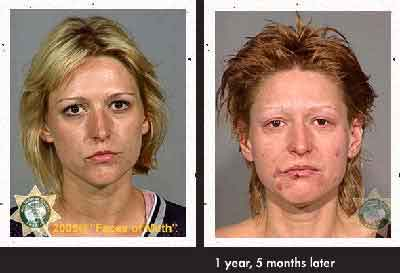 2005© "Faces of Meth"
1 year, 5 months later